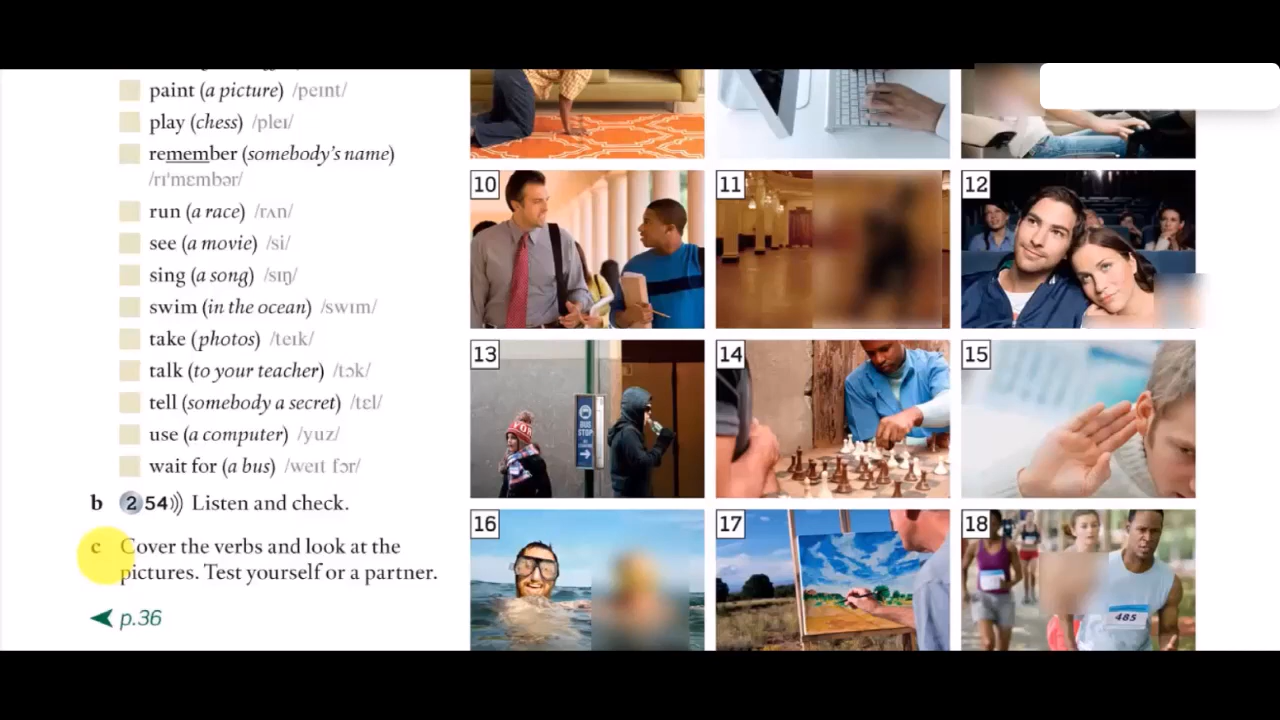 paint (a picture) /peɪnt/
play (chess) /pleɪ/
remember (somebody's name)
/rɪˈmɛmbər/
run (a race) /rʌn/
see (a movie) /si/
sing (a song) /sɪŋ/
swim (in the ocean) /swɪm/
take (photos) /teɪk/
talk (to your teacher) /tɔk/
tell (somebody a secret) /tɛl/
use (a computer) /yuz/
wait for (a bus) /weɪt fɔr/
b 2 54))) Listen and check.
c Cover the verbs and look at the
pictures. Test yourself or a partner.
p.36
10
11
12
13
BUS
STOP
14
15
16
17
18
485